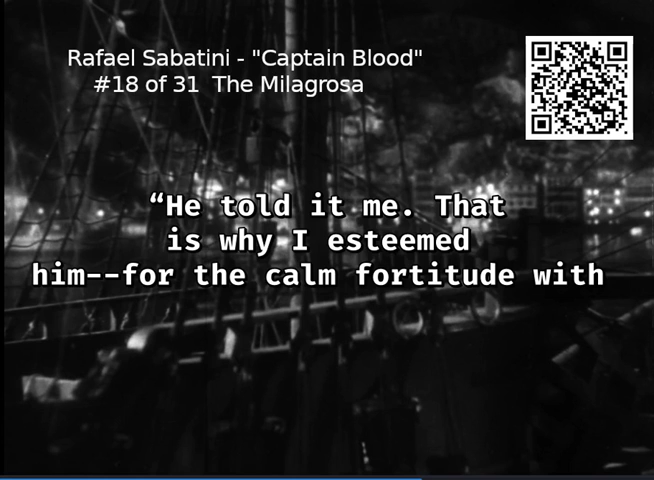 Rafael Sabatini - "Captain Blood"
#18 of 31  The Milagrosa
“He told it me. That
is why I esteemed
him--for the calm fortitude with